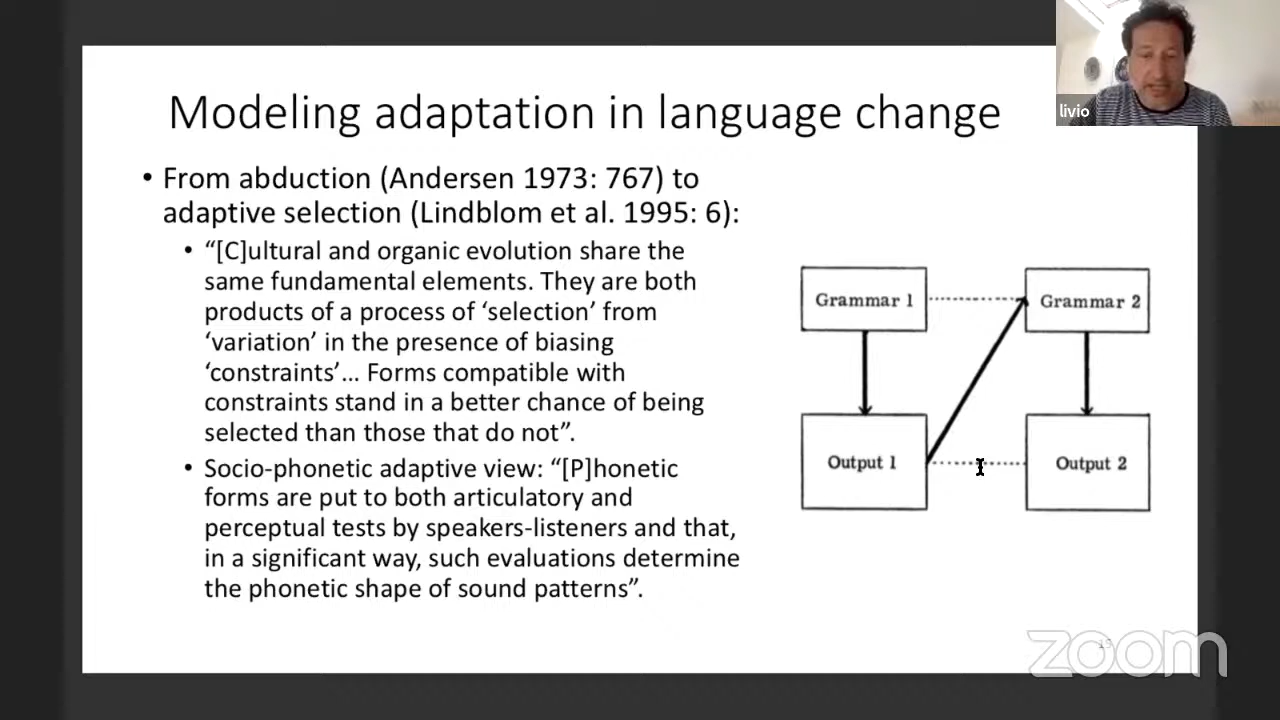 livio
Modeling adaptation in language change
• From abduction (Andersen 1973: 767) to
adaptive selection (Lindblom et al. 1995: 6):
• “[C]ultural and organic evolution share the
same fundamental elements. They are both
products of a process of ‘selection’ from
‘variation’ in the presence of biasing
‘constraints’... Forms compatible with
constraints stand in a better chance of being
selected than those that do not”.
• Socio-phonetic adaptive view: “[P]honetic
forms are put to both articulatory and
perceptual tests by speakers-listeners and that,
in a significant way, such evaluations determine
the phonetic shape of sound patterns”.
Grammar 1
Grammar 2
Output 1
Output 2
zoom